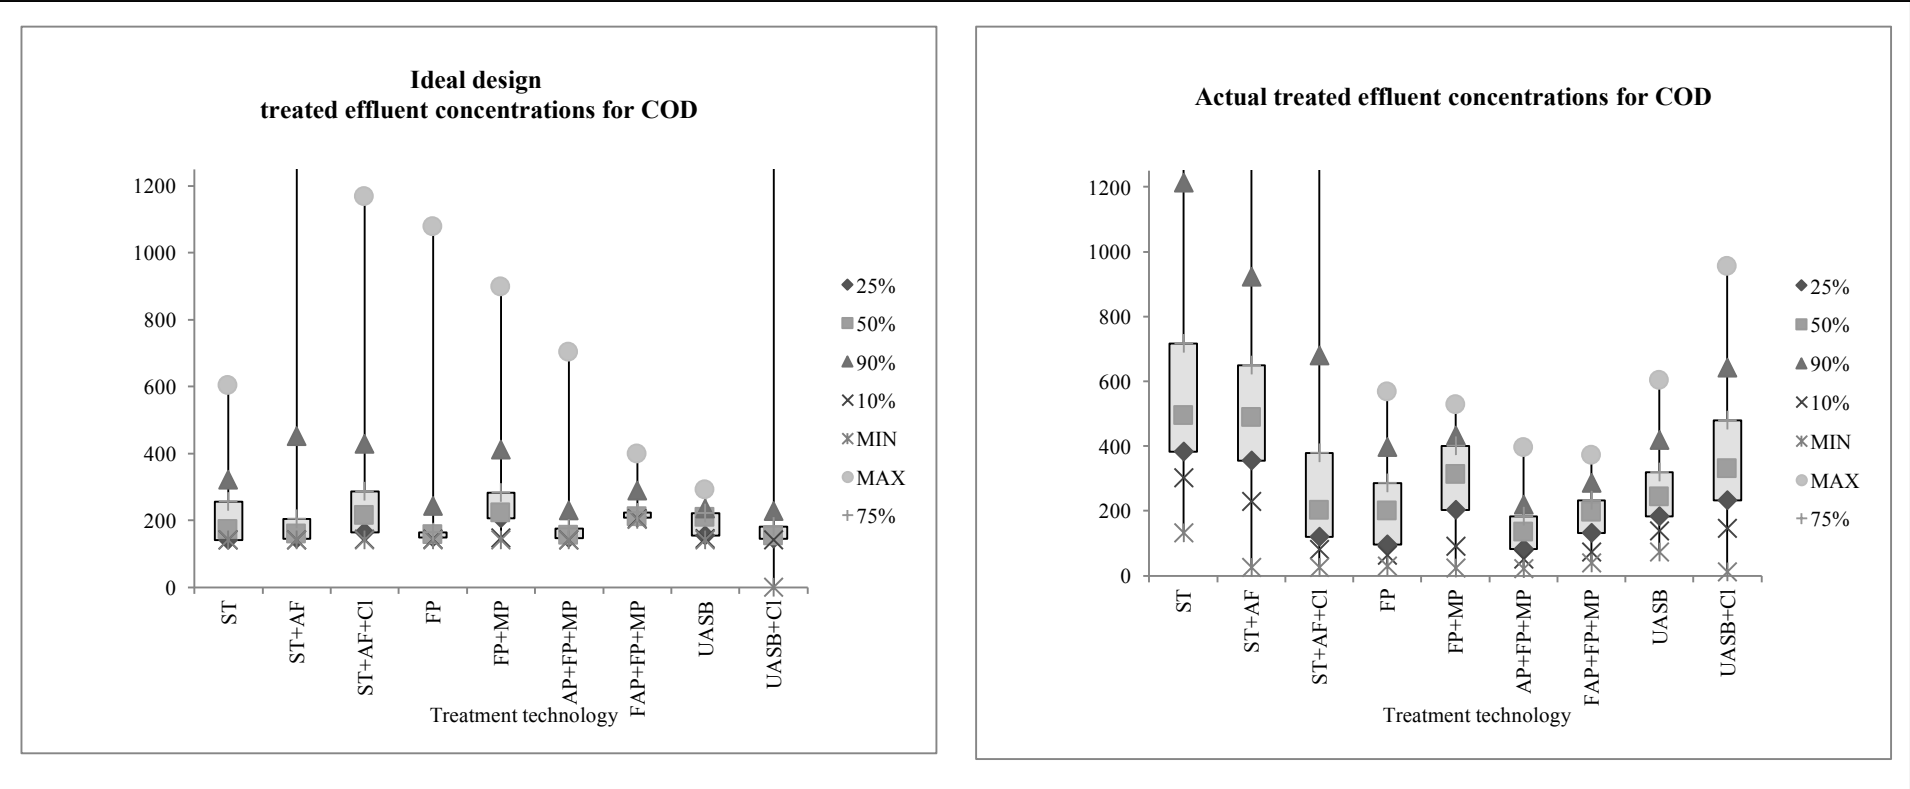 Ideal design
treated effluent concentrations for COD
1200
1000
800
600
400
200
0
ST
ST+AF
ST+AF+Cl
FP
FP+MP
AP+FP+MP
FAP+FP+MP
UASB
UASB+Cl
Treatment technology
25%
50%
90%
10%
MIN
MAX
75%
Actual treated effluent concentrations for COD
1200
1000
800
600
400
200
0
ST
ST+AF
ST+AF+Cl
FP
FP+MP
AP+FP+MP
FAP+FP+MP
UASB
UASB+Cl
Treatment technology
25%
50%
90%
10%
MIN
MAX
75%